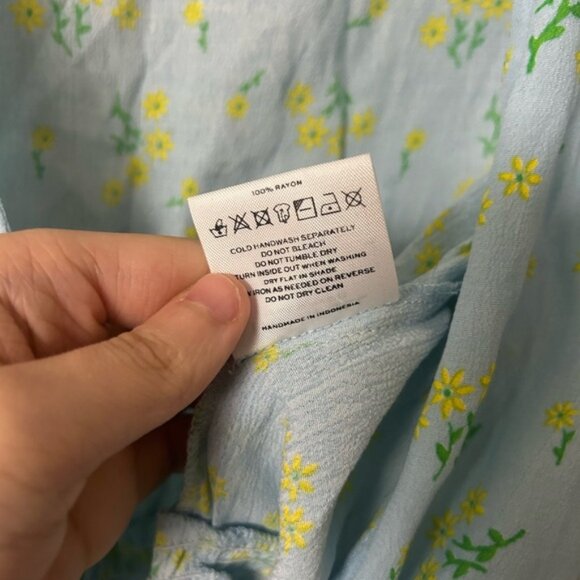 100% RAYON
COLD HANDWASH SEPARATELY
DO NOT BLEACH
DO NOT TUMBLE DRY
TURN INSIDE OUT WHEN WASHING
DRY FLAT IN SHADE
IRON AS NEEDED ON REVERSE
DO NOT DRY CLEAN
HANDMADE IN INDONERIA